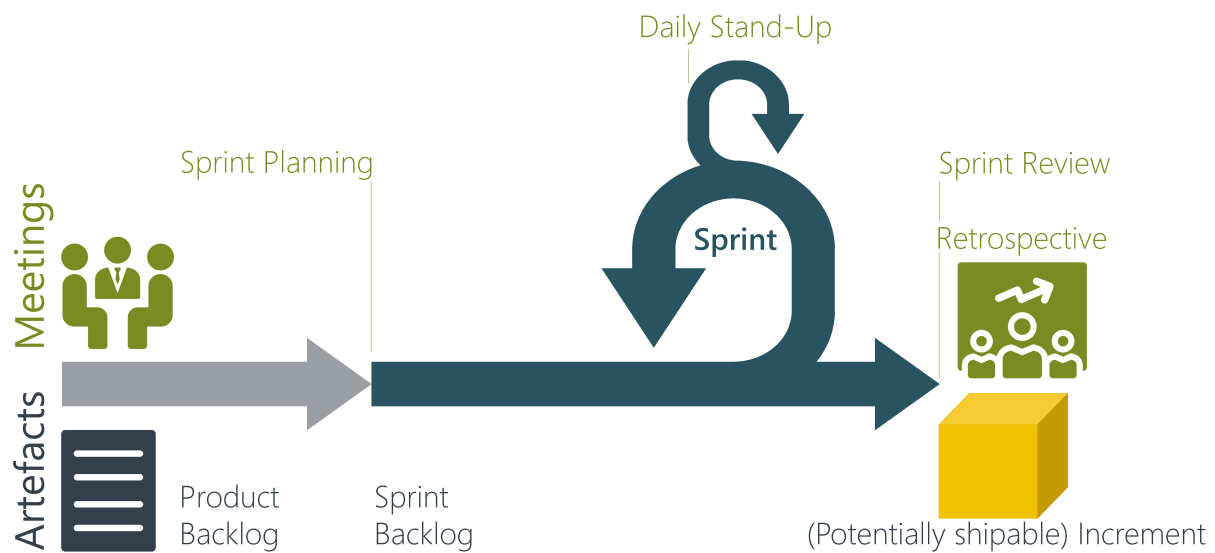 Daily Stand-Up
Sprint Planning
Sprint Review
Meetings
Sprint
Retrospective
Artefacts
Product
Backlog
Sprint
Backlog
(Potentially shipable) Increment